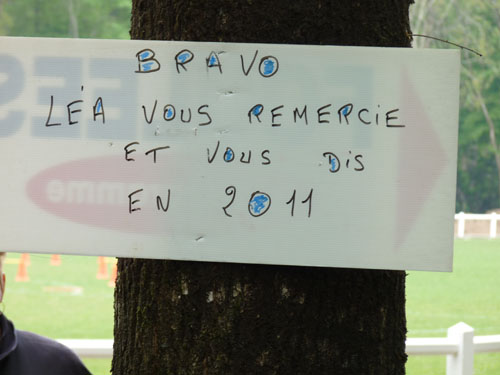 BRAVO
LÉA VOUS REMERCIE
ET VOUS DIS
EN 2011